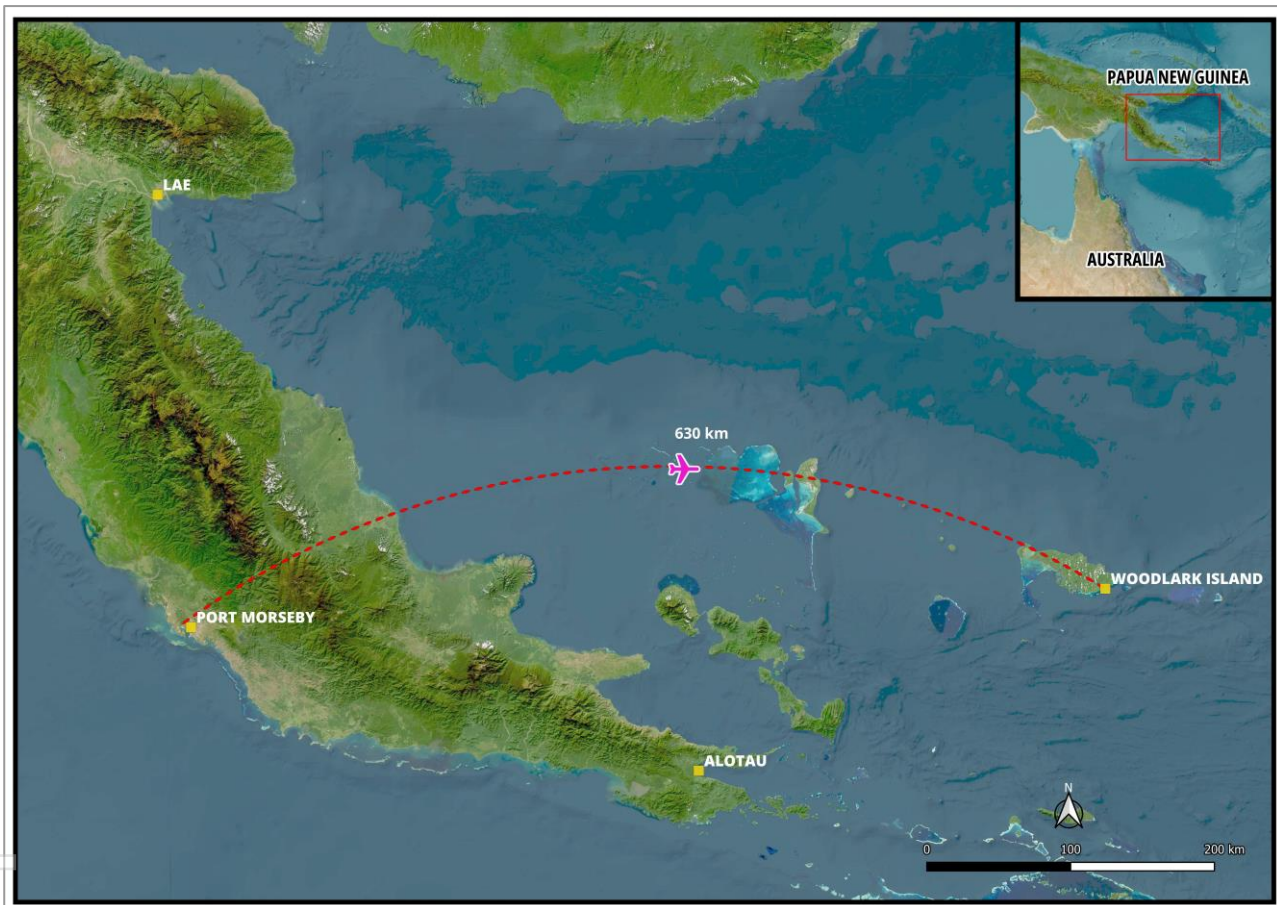 PAPUA NEW GUINEA
AUSTRALIA
LAE
630 km
WOODLARK ISLAND
PORT MORSEBY
ALOTAU
N
0 100 200 km